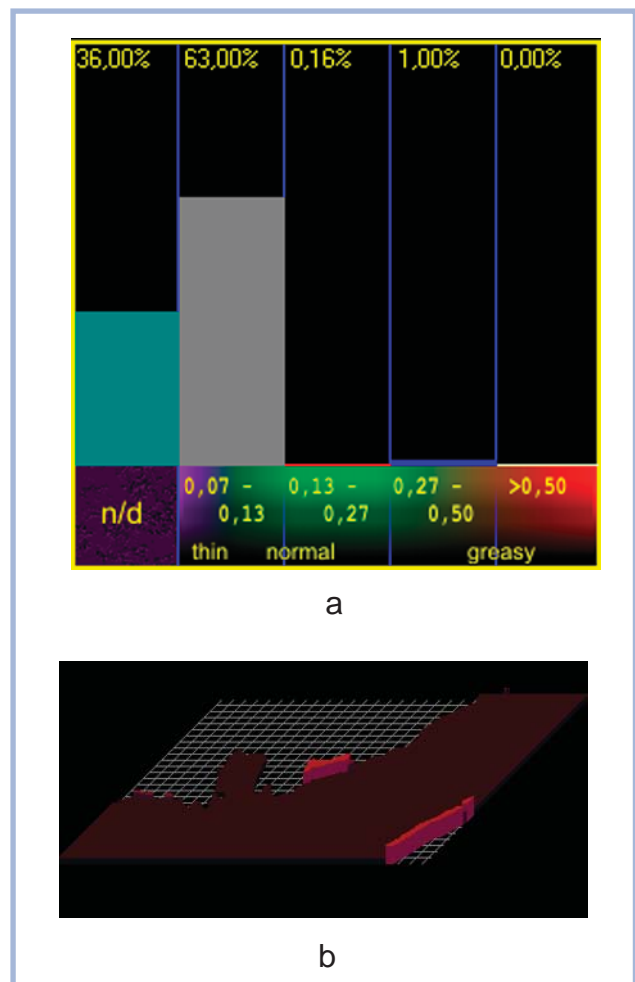 36,00% 63,00% 0,16% 1,00% 0,00%
n/d
0,07 -
0,13
0,13 -
0,27
0,27 -
0,50
>0,50
thin normal greasy
a
b